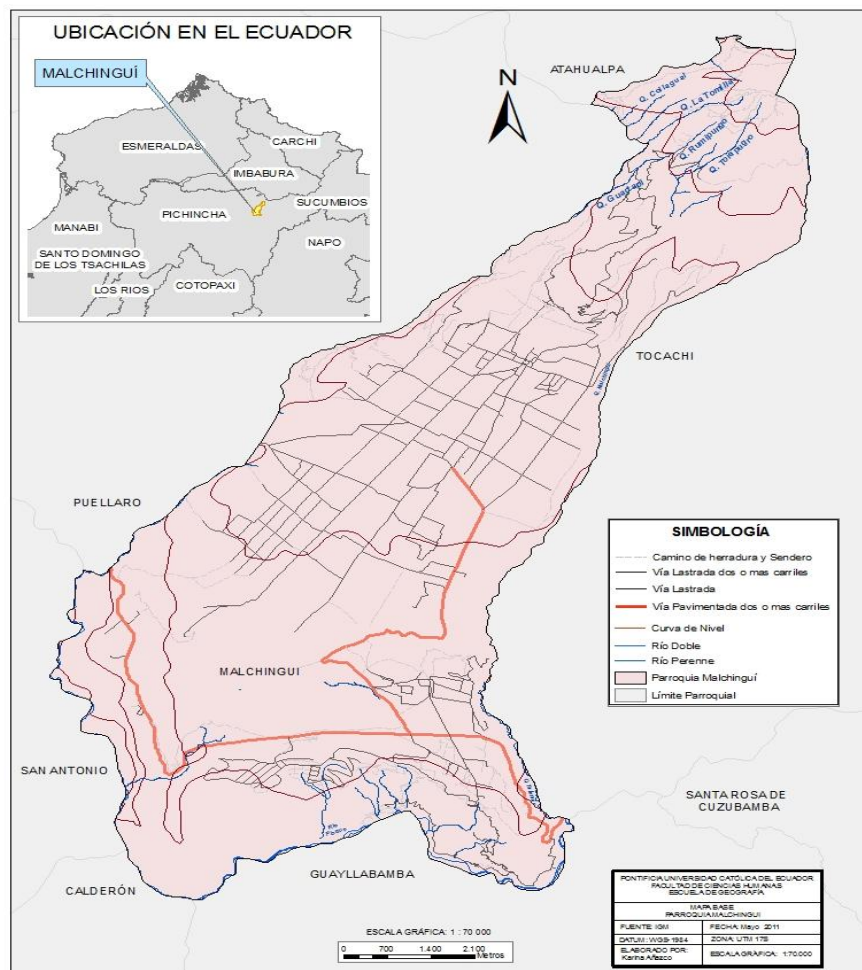 UBICACIÓN EN EL ECUADOR
MALCHINGUÍ
ESMERALDAS
CARCHI
IMBABURA
SUCUMBIOS
PICHINCHA
MANABI
NAPO
SANTO DOMINGO
DE LOS TSACHILAS
COTOPAXI
LOS RIOS
N
ATAHUALPA
Q. La Tomilla
Q. Rumipungo
TOCACHI
PUELLARO
MALCHINGUI
SAN ANTONIO
SANTA ROSA DE
CUZUBAMBA
GUAYLLABAMBA
CALDERÓN
SIMBOLOGÍA
Camino de herradura y Sendero
Vía Lastrada dos o mas carriles
Vía Lastrada
Vía Pavimentada dos o mas carriles
Curva de Nivel
Río Doble
Río Perenne
Parroquia Malchinguí
Límite Parroquial
ESCALA GRÁFICA: 1 : 70 000
0 700 1.400 2.100
Metros
PONTIFICIA UNIVERSIDAD CATÓLICA DEL ECUADOR
FACULTAD DE CIENCIAS HUMANAS
ESCUELA DE GEOGRAFÍA
MAPA BASE
PARROQUIA MALCHINGUI
FUENTE: IGM
FECHA: Mayo 2011
DATUM: WGS-1984
ZONA: UTM 17S
ELABORADO POR:
Karina Añazco
ESCALA GRÁFICA: 1:70.000